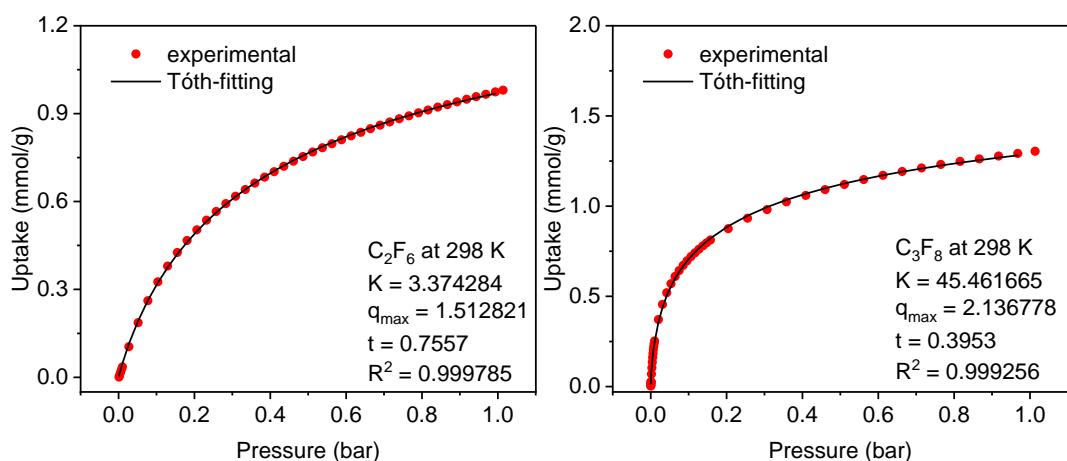 1.2
0.9
0.6
0.3
0.0
Uptake (mmol/g)
experimental
Tóth-fitting
C₂F₆ at 298 K
K = 3.374284
qₘₐₓ = 1.512821
t = 0.7557
R² = 0.999785
0.0 0.2 0.4 0.6 0.8 1.0
Pressure (bar)
2.0
1.5
1.0
0.5
0.0
Uptake (mmol/g)
experimental
Tóth-fitting
C₃F₈ at 298 K
K = 45.461665
qₘₐₓ = 2.136778
t = 0.3953
R² = 0.999256
0.0 0.2 0.4 0.6 0.8 1.0
Pressure (bar)